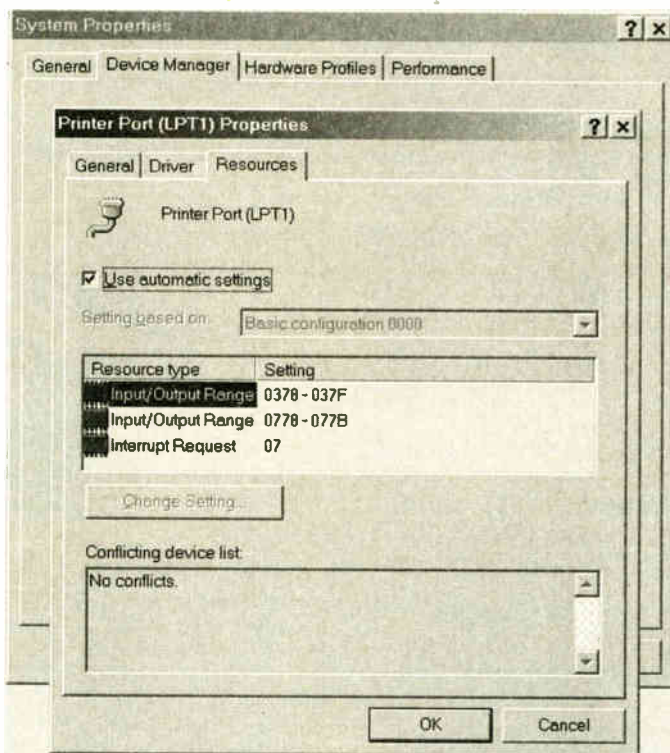 System Properties
General Device Manager Hardware Profiles Performance
Printer Port (LPT1) Properties
General Driver Resources
Printer Port (LPT1)
Use automatic settings
Setting based on: Basic configuration 0000
Resource type Setting
Input/Output Range 0378 - 037F
Input/Output Range 0778 - 077B
Interrupt Request 07
Change Setting...
Conflicting device list:
No conflicts.
OK Cancel